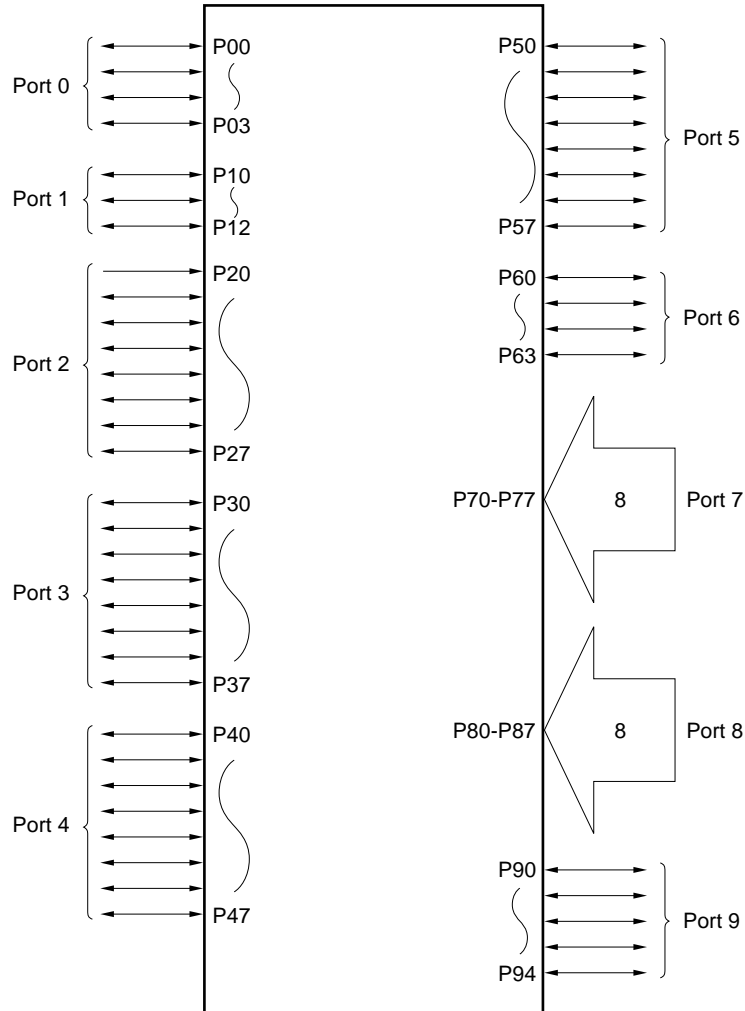 Port 0
P00
P03
Port 1
P10
P12
Port 2
P20
P27
Port 3
P30
P37
Port 4
P40
P47
P50
P57
Port 5
P60
P63
Port 6
P70-P77
8
Port 7
P80-P87
8
Port 8
P90
P94
Port 9